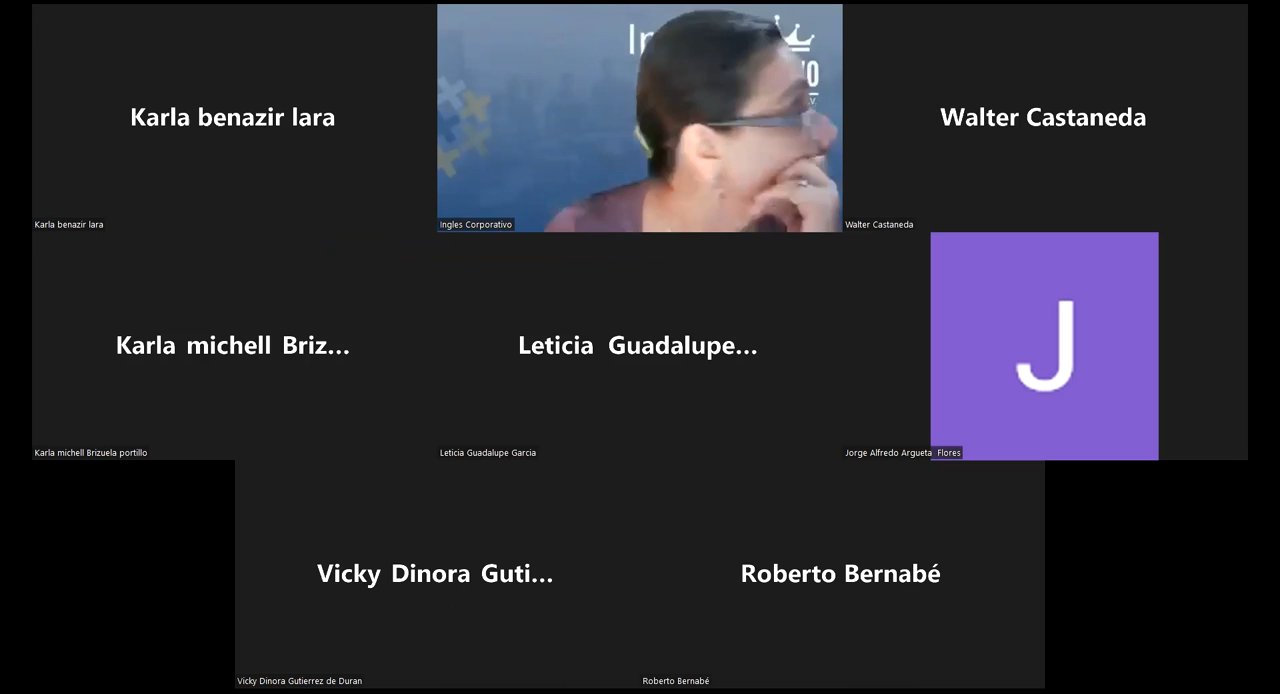 Karla benazir lara
Karla benazir lara
In
O
V
Ingles Corporativo
Walter Castaneda
Walter Castaneda
Karla michell Briz...
Karla michell Brizuela portillo
Leticia Guadalupe...
Leticia Guadalupe Garcia
J
Jorge Alfredo Argueta Flores
Vicky Dinora Guti...
Vicky Dinora Gutierrez de Duran
Roberto Bernabé
Roberto Bernabé